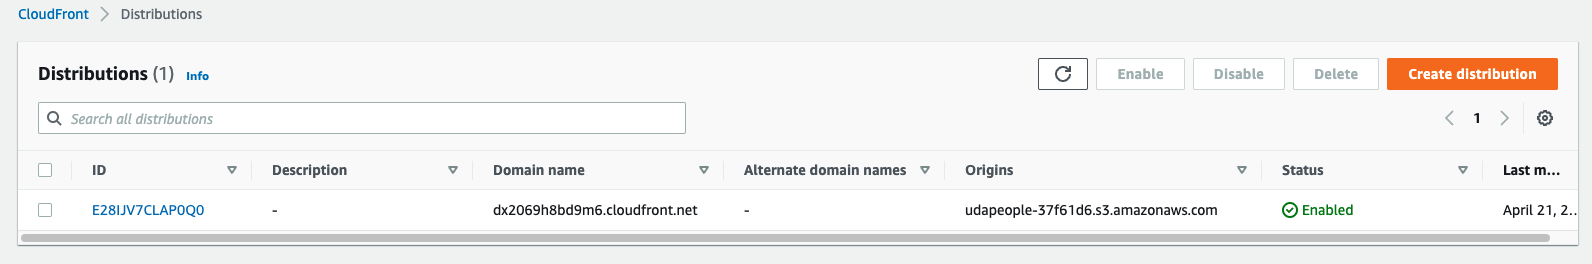 CloudFront > Distributions
Distributions (1) Info
Enable Disable Delete Create distribution
Search all distributions
1
ID Description Domain name Alternate domain names Origins Status Last m...
E28IJV7CLAP0Q0 - dx2069h8bd9m6.cloudfront.net - udapeople-37f61d6.s3.amazonaws.com Enabled April 21, 2...